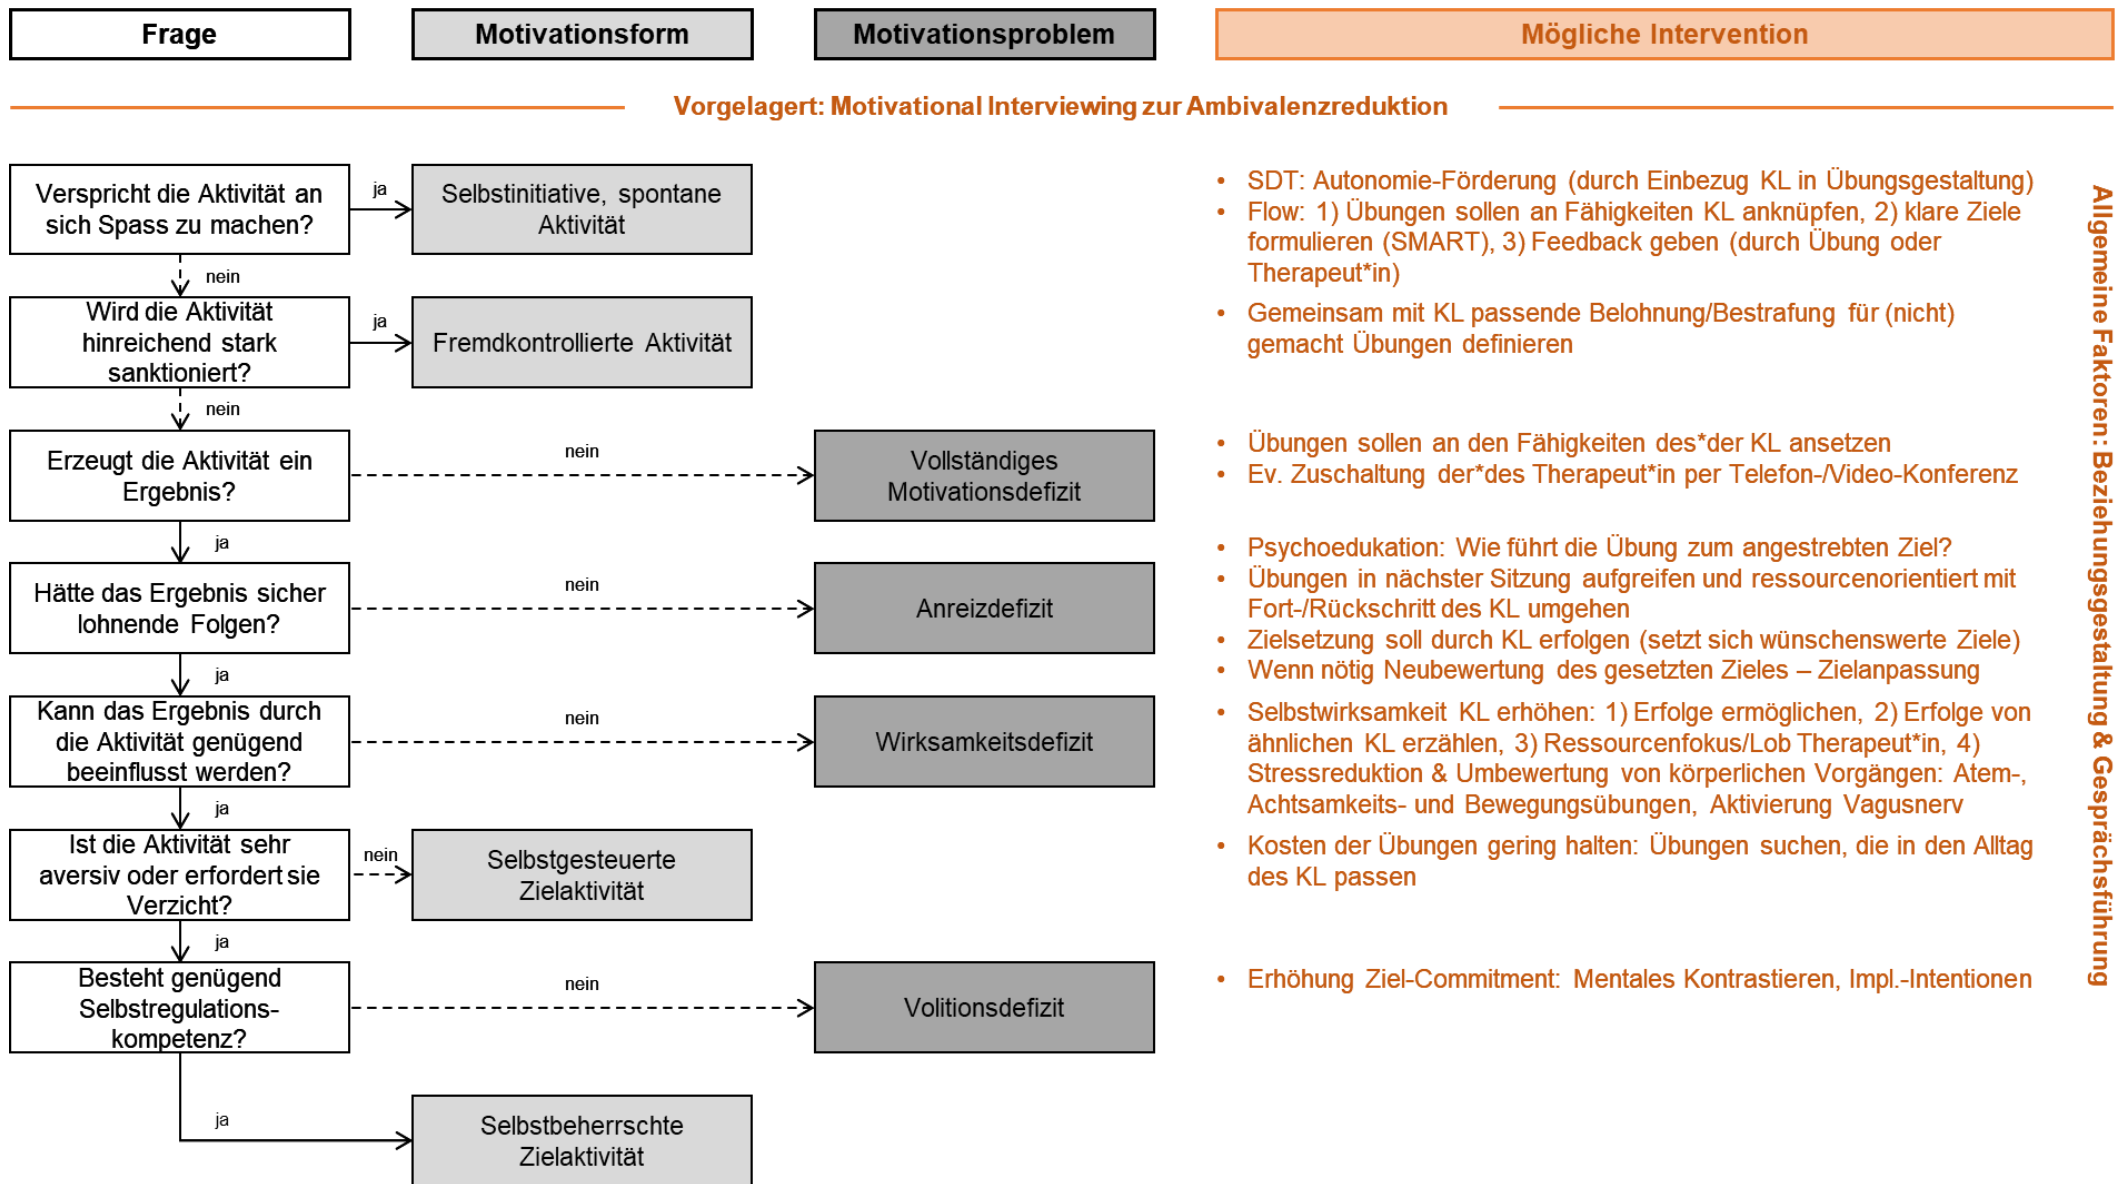 Frage
Motivationsform
Motivationsproblem
Mögliche Intervention
Vorgelagert: Motivational Interviewing zur Ambivalenzreduktion
Verspricht die Aktivität an
sich Spass zu machen?
ja
Selbstinitiative, spontane
Aktivität
• SDT: Autonomie-Förderung (durch Einbezug KL in Übungsgestaltung)
• Flow: 1) Übungen sollen an Fähigkeiten KL anknüpfen, 2) klare Ziele
formulieren (SMART), 3) Feedback geben (durch Übung oder
Therapeut*in)
nein
Wird die Aktivität
hinreichend stark
sanktioniert?
ja
Fremdkontrollierte Aktivität
• Gemeinsam mit KL passende Belohnung/Bestrafung für (nicht)
gemacht Übungen definieren
nein
Erzeugt die Aktivität ein
Ergebnis?
nein
Vollständiges
Motivationsdefizit
• Übungen sollen an den Fähigkeiten des*der KL ansetzen
• Ev. Zuschaltung der*des Therapeut*in per Telefon-/Video-Konferenz
ja
Hätte das Ergebnis sicher
lohnende Folgen?
nein
Anreizdefizit
• Psychoedukation: Wie führt die Übung zum angestrebten Ziel?
• Übungen in nächster Sitzung aufgreifen und ressourcenorientiert mit
Fort-/Rückschritt des KL umgehen
• Zielsetzung soll durch KL erfolgen (setzt sich wünschenswerte Ziele)
• Wenn nötig Neubewertung des gesetzten Zieles – Zielanpassung
ja
Kann das Ergebnis durch
die Aktivität genügend
beeinflusst werden?
nein
Wirksamkeitsdefizit
• Selbstwirksamkeit KL erhöhen: 1) Erfolge ermöglichen, 2) Erfolge von
ähnlichen KL erzählen, 3) Ressourcenfokus/Lob Therapeut*in, 4)
Stressreduktion & Umbewertung von körperlichen Vorgängen: Atem-,
Achtsamkeits- und Bewegungsübungen, Aktivierung Vagusnerv
ja
Ist die Aktivität sehr
aversiv oder erfordert sie
Verzicht?
nein
Selbstgesteuerte
Zielaktivität
• Kosten der Übungen gering halten: Übungen suchen, die in den Alltag
des KL passen
ja
Besteht genügend
Selbstregulations-
kompetenz?
nein
Volitionsdefizit
• Erhöhung Ziel-Commitment: Mentales Kontrastieren, Impl.-Intentionen
ja
Selbstbeherrschte
Zielaktivität
Allgemeine Faktoren: Beziehungsgestaltung & Gesprächsführung